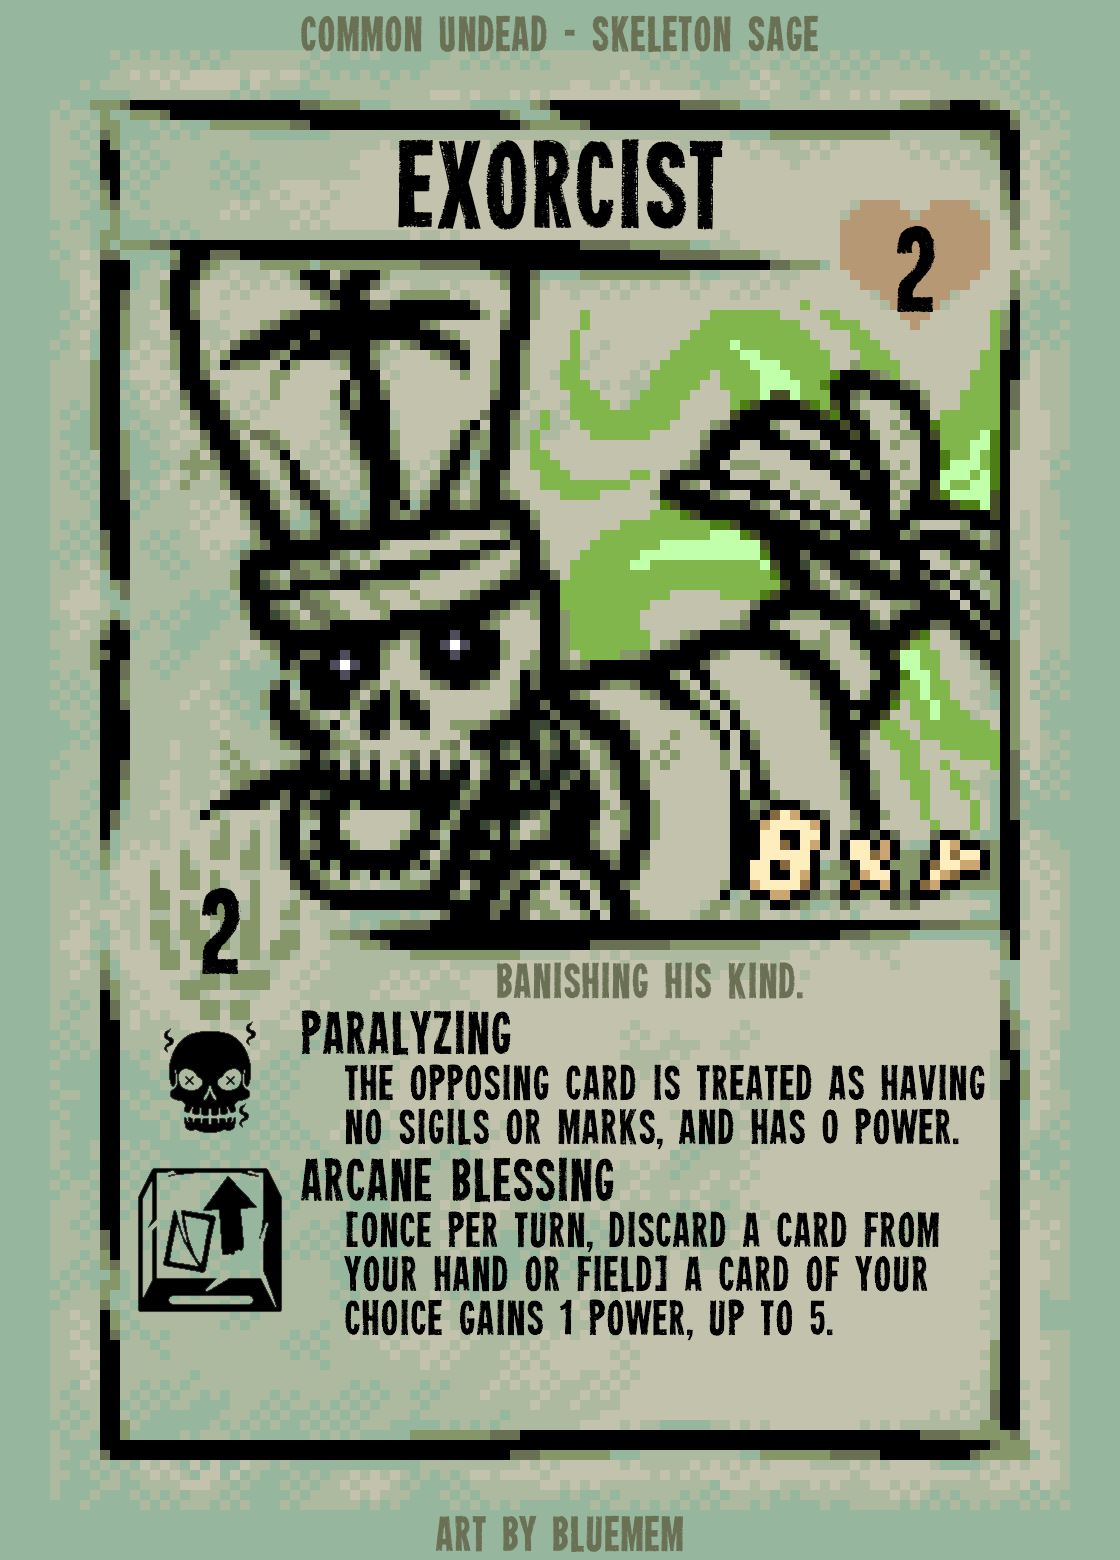 COMMON UNDEAD - SKELETON SAGE
EXORCIST
2
8 x 7
2
BANISHING HIS KIND.
PARALYZING
THE OPPOSING CARD IS TREATED AS HAVING
NO SIGILS OR MARKS, AND HAS 0 POWER.
ARCANE BLESSING
[ONCE PER TURN, DISCARD A CARD FROM
YOUR HAND OR FIELD] A CARD OF YOUR
CHOICE GAINS 1 POWER, UP TO 5.
ART BY BLUEMEM